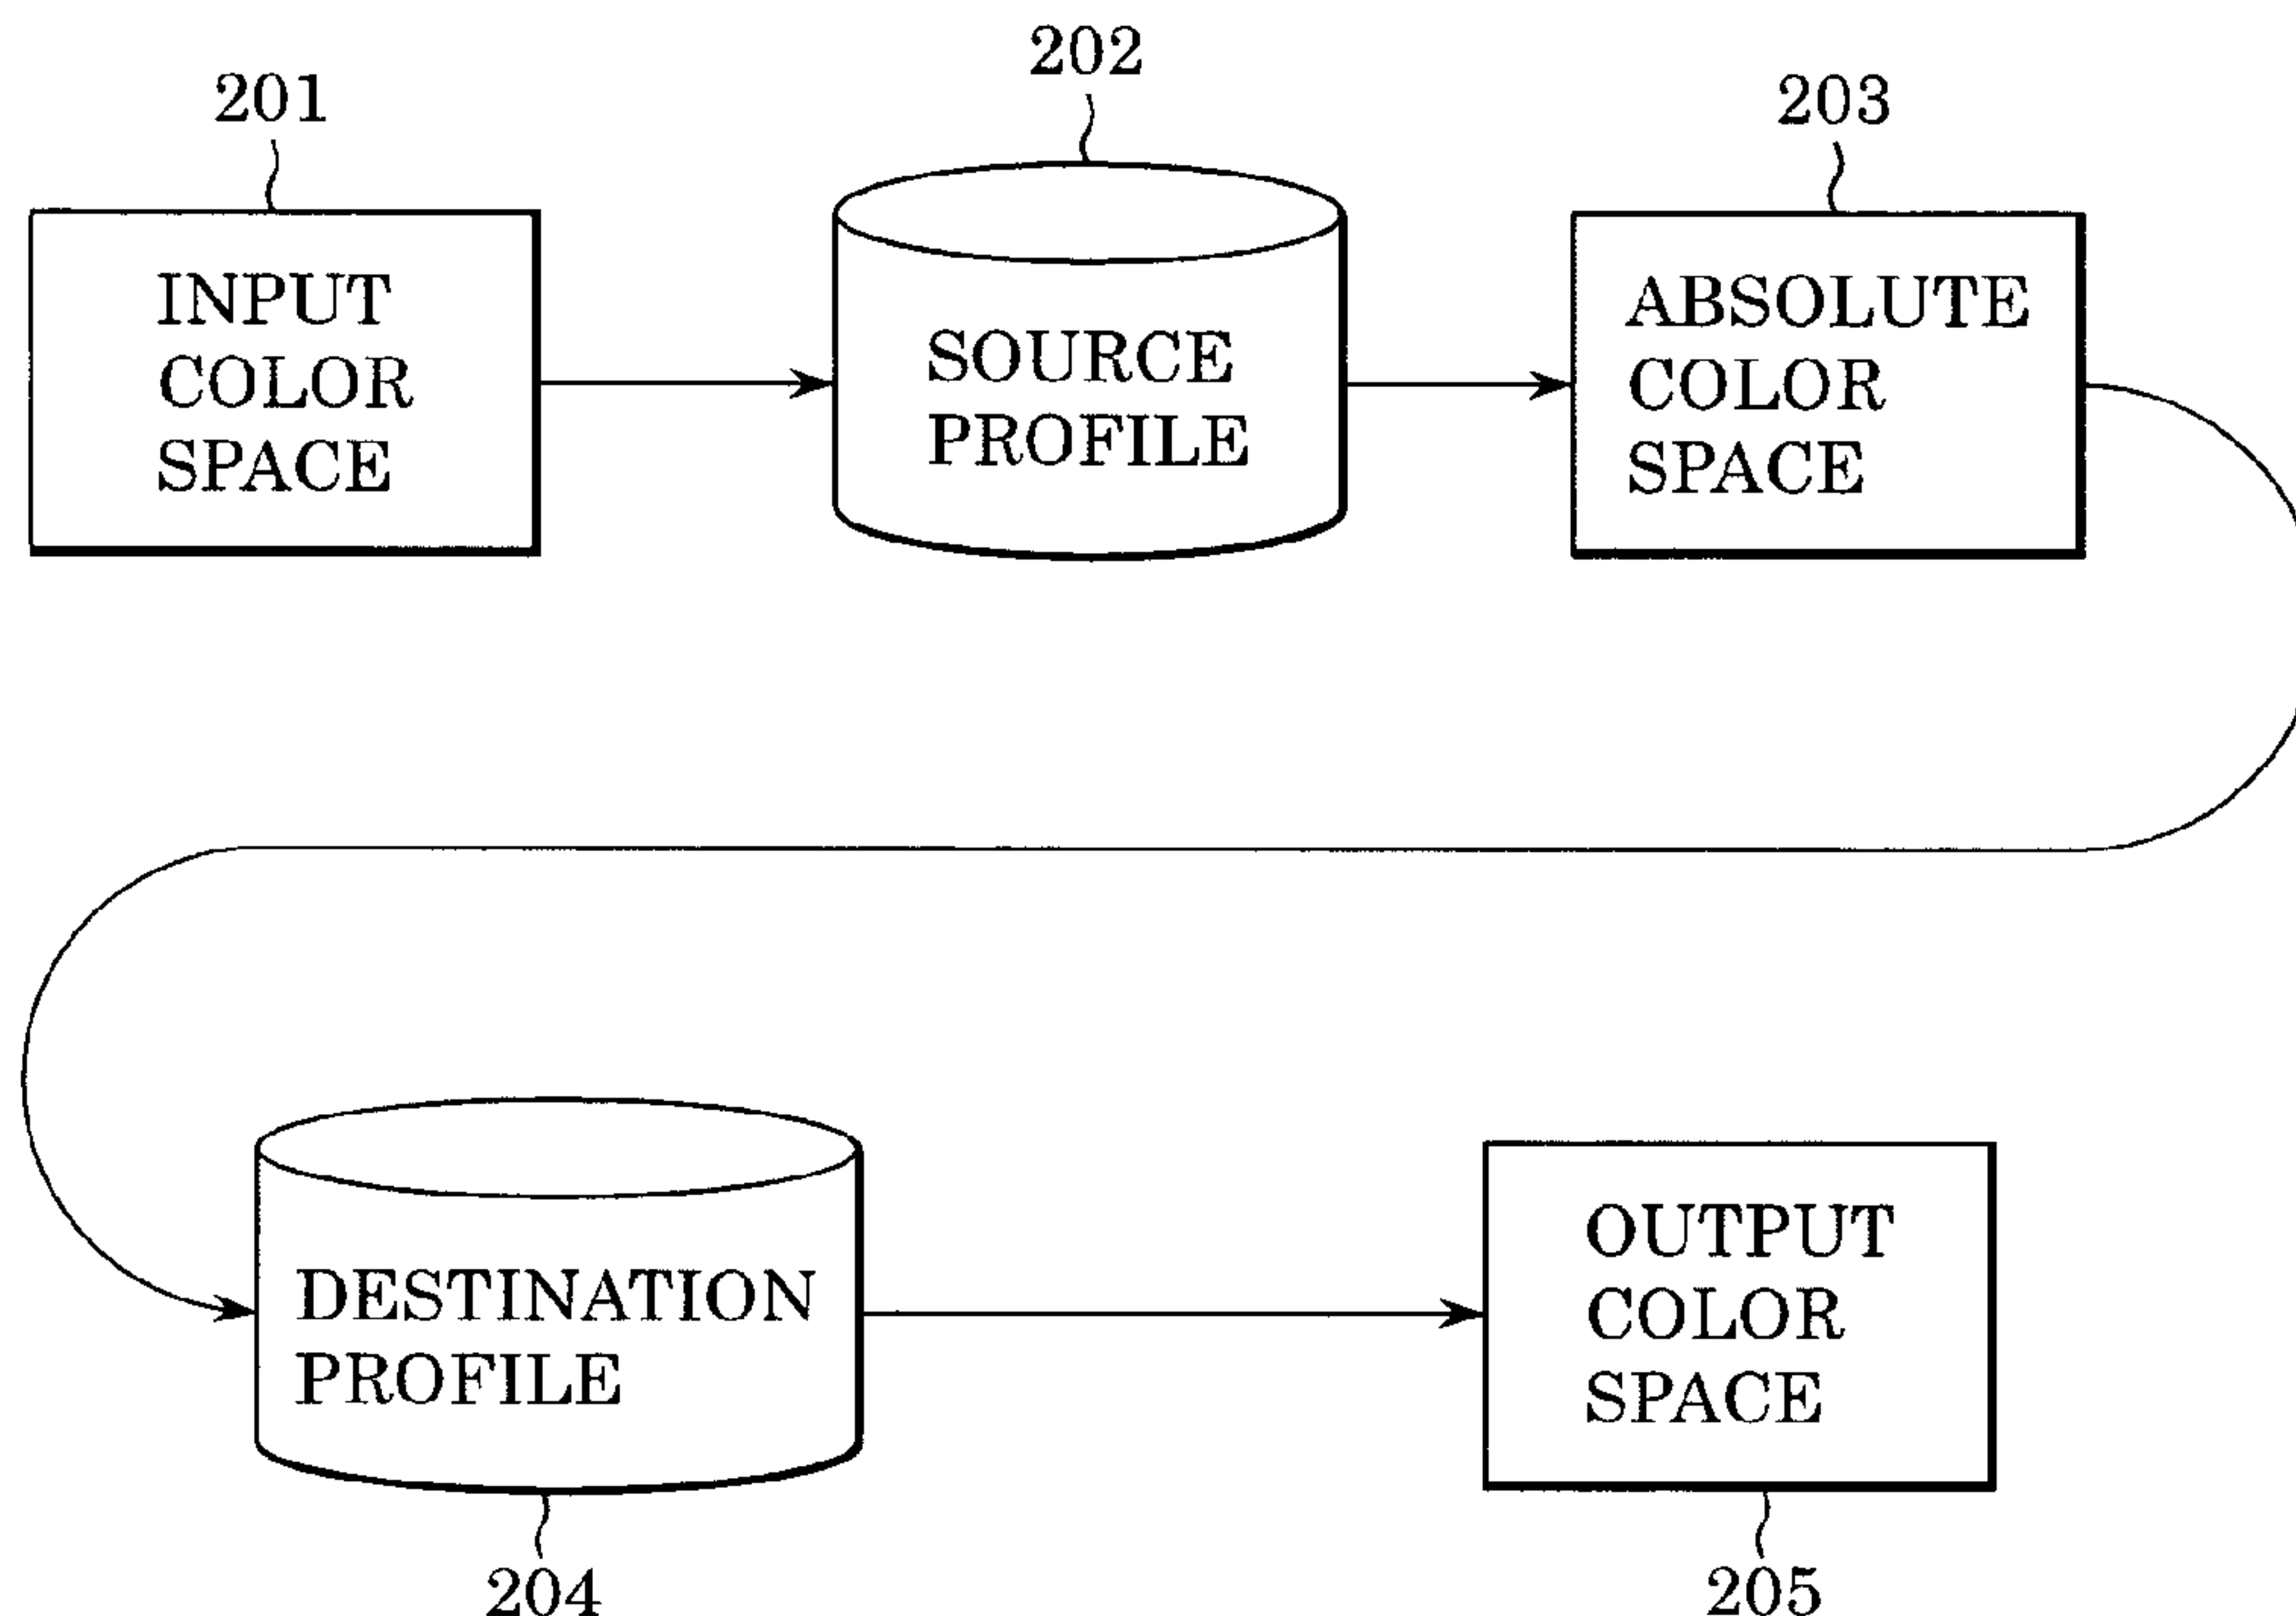 201
INPUT
COLOR
SPACE
202
SOURCE
PROFILE
203
ABSOLUTE
COLOR
SPACE
DESTINATION
PROFILE
204
OUTPUT
COLOR
SPACE
205